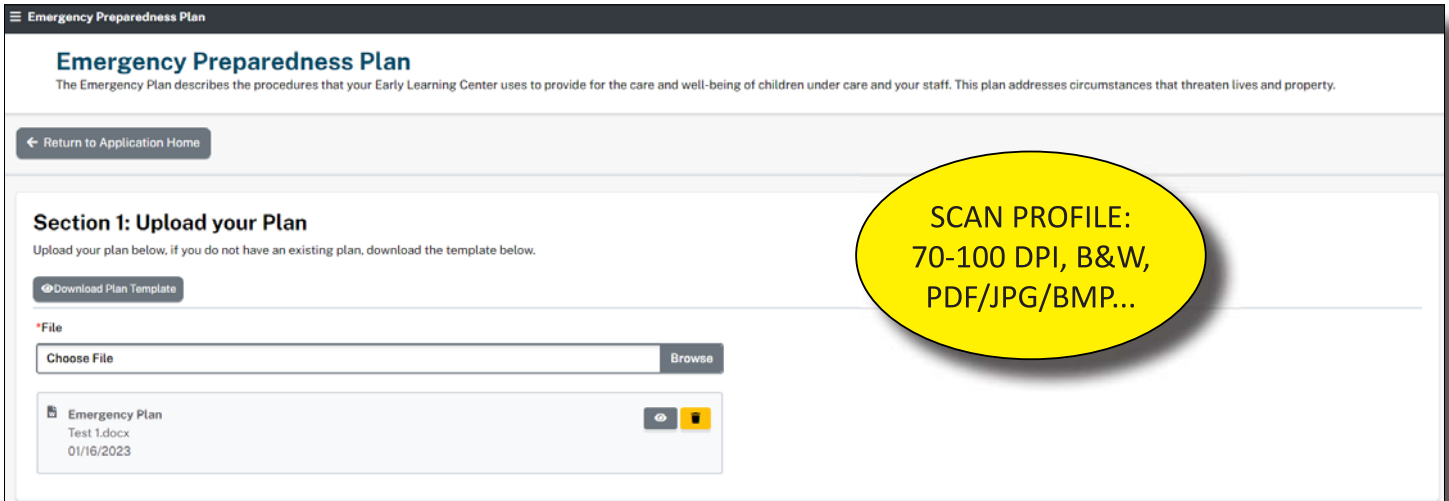 Emergency Preparedness Plan
Emergency Preparedness Plan
The Emergency Plan describes the procedures that your Early Learning Center uses to provide for the care and well-being of children under care and your staff. This plan addresses circumstances that threaten lives and property.
Return to Application Home
Section 1: Upload your Plan
Upload your plan below, if you do not have an existing plan, download the template below.
Download Plan Template
*File
Choose File Browse
Emergency Plan
Test 1.docx
01/16/2023
SCAN PROFILE:
70-100 DPI, B&W,
PDF/JPG/BMP...